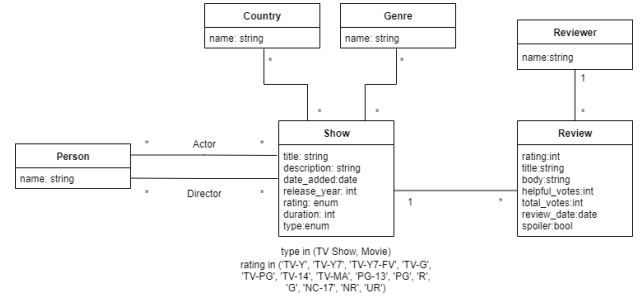 Country
name: string
Genre
name: string
Reviewer
name:string
*
*
1
*
*
*
Person
name: string
*
Actor
*
*
Director
*
Show
title: string
description: string
date_added:date
release_year: int
rating: enum
duration: int
type:enum
1
*
Review
rating:int
title:string
body:string
helpful_votes:int
total_votes:int
review_date:date
spoiler:bool
type in (TV Show, Movie)
rating in ('TV-Y', 'TV-Y7', 'TV-Y7-FV', 'TV-G',
'TV-PG', 'TV-14', 'TV-MA', 'PG-13', 'PG', 'R',
'G', 'NC-17', 'NR', 'UR')